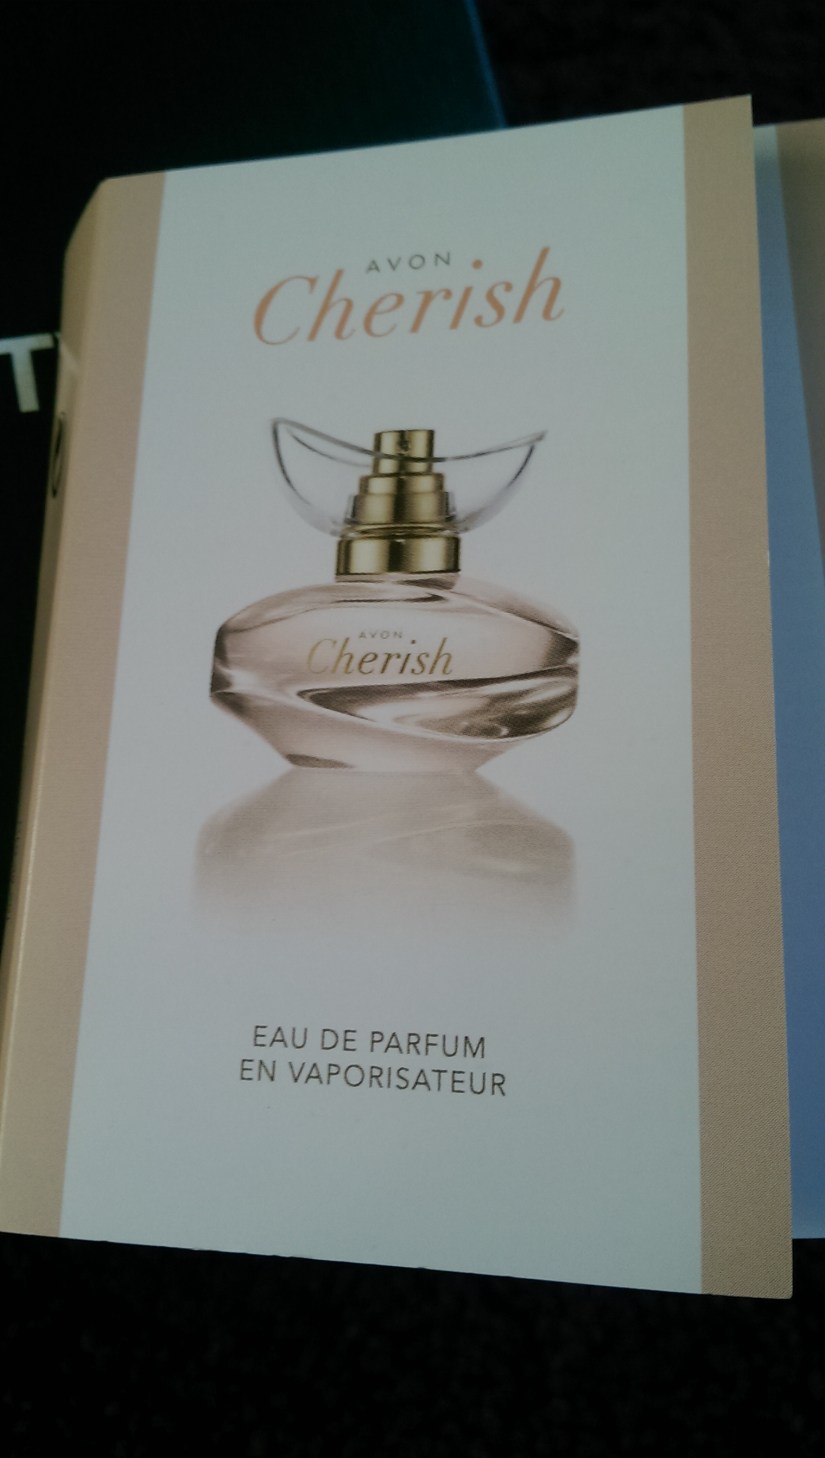 AVON
Cherish
AVON
Cherish
EAU DE PARFUM
EN VAPORISATEUR